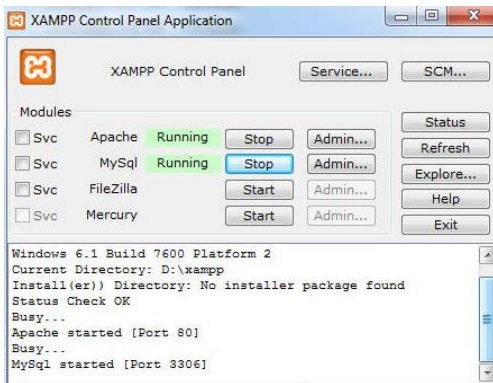 XAMPP Control Panel Application
XAMPP Control Panel Service... SCM...
Modules
Svc Apache Running Stop Admin...
Svc MySql Running Stop Admin...
Svc FileZilla Start Admin...
Svc Mercury Start Admin...
Status
Refresh
Explore...
Help
Exit
Windows 6.1 Build 7600 Platform 2
Current Directory: D:\xampp
Install(er)) Directory: No installer package found
Status Check OK
Busy...
Apache started [Port 80]
Busy...
MySql started [Port 3306]